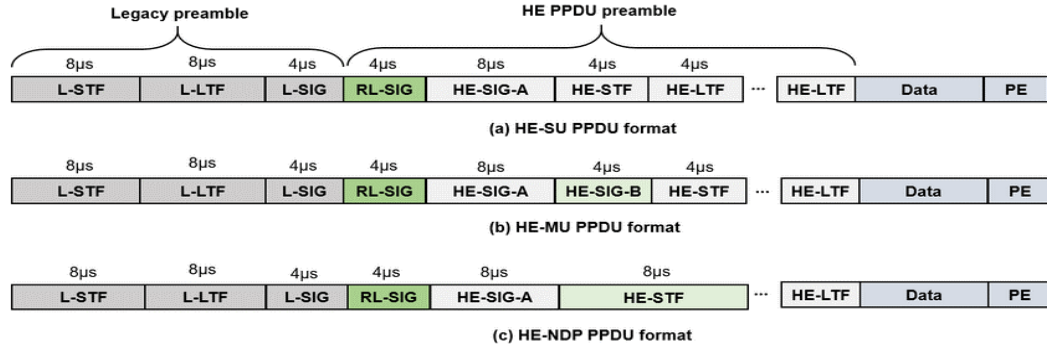 Legacy preamble HE PPDU preamble
8µs 8µs 4µs 4µs 8µs 4µs 4µs
L-STF L-LTF L-SIG RL-SIG HE-SIG-A HE-STF HE-LTF ... HE-LTF Data PE
(a) HE-SU PPDU format
8µs 8µs 4µs 4µs 8µs 4µs 4µs
L-STF L-LTF L-SIG RL-SIG HE-SIG-A HE-SIG-B HE-STF ... HE-LTF Data PE
(b) HE-MU PPDU format
8µs 8µs 4µs 4µs 8µs 8µs
L-STF L-LTF L-SIG RL-SIG HE-SIG-A HE-STF ... HE-LTF Data PE
(c) HE-NDP PPDU format